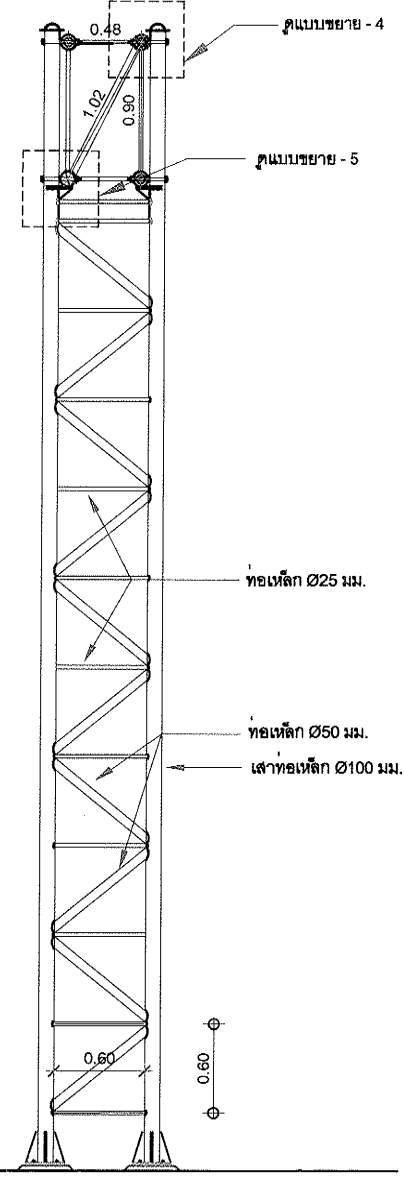 0.48
ดูแบบขยาย - 4
1.02
0.90
ดูแบบขยาย - 5
ท่อเหล็ก Ø25 มม.
ท่อเหล็ก Ø50 มม.
เสาท่อเหล็ก Ø100 มม.
0.60
0.60